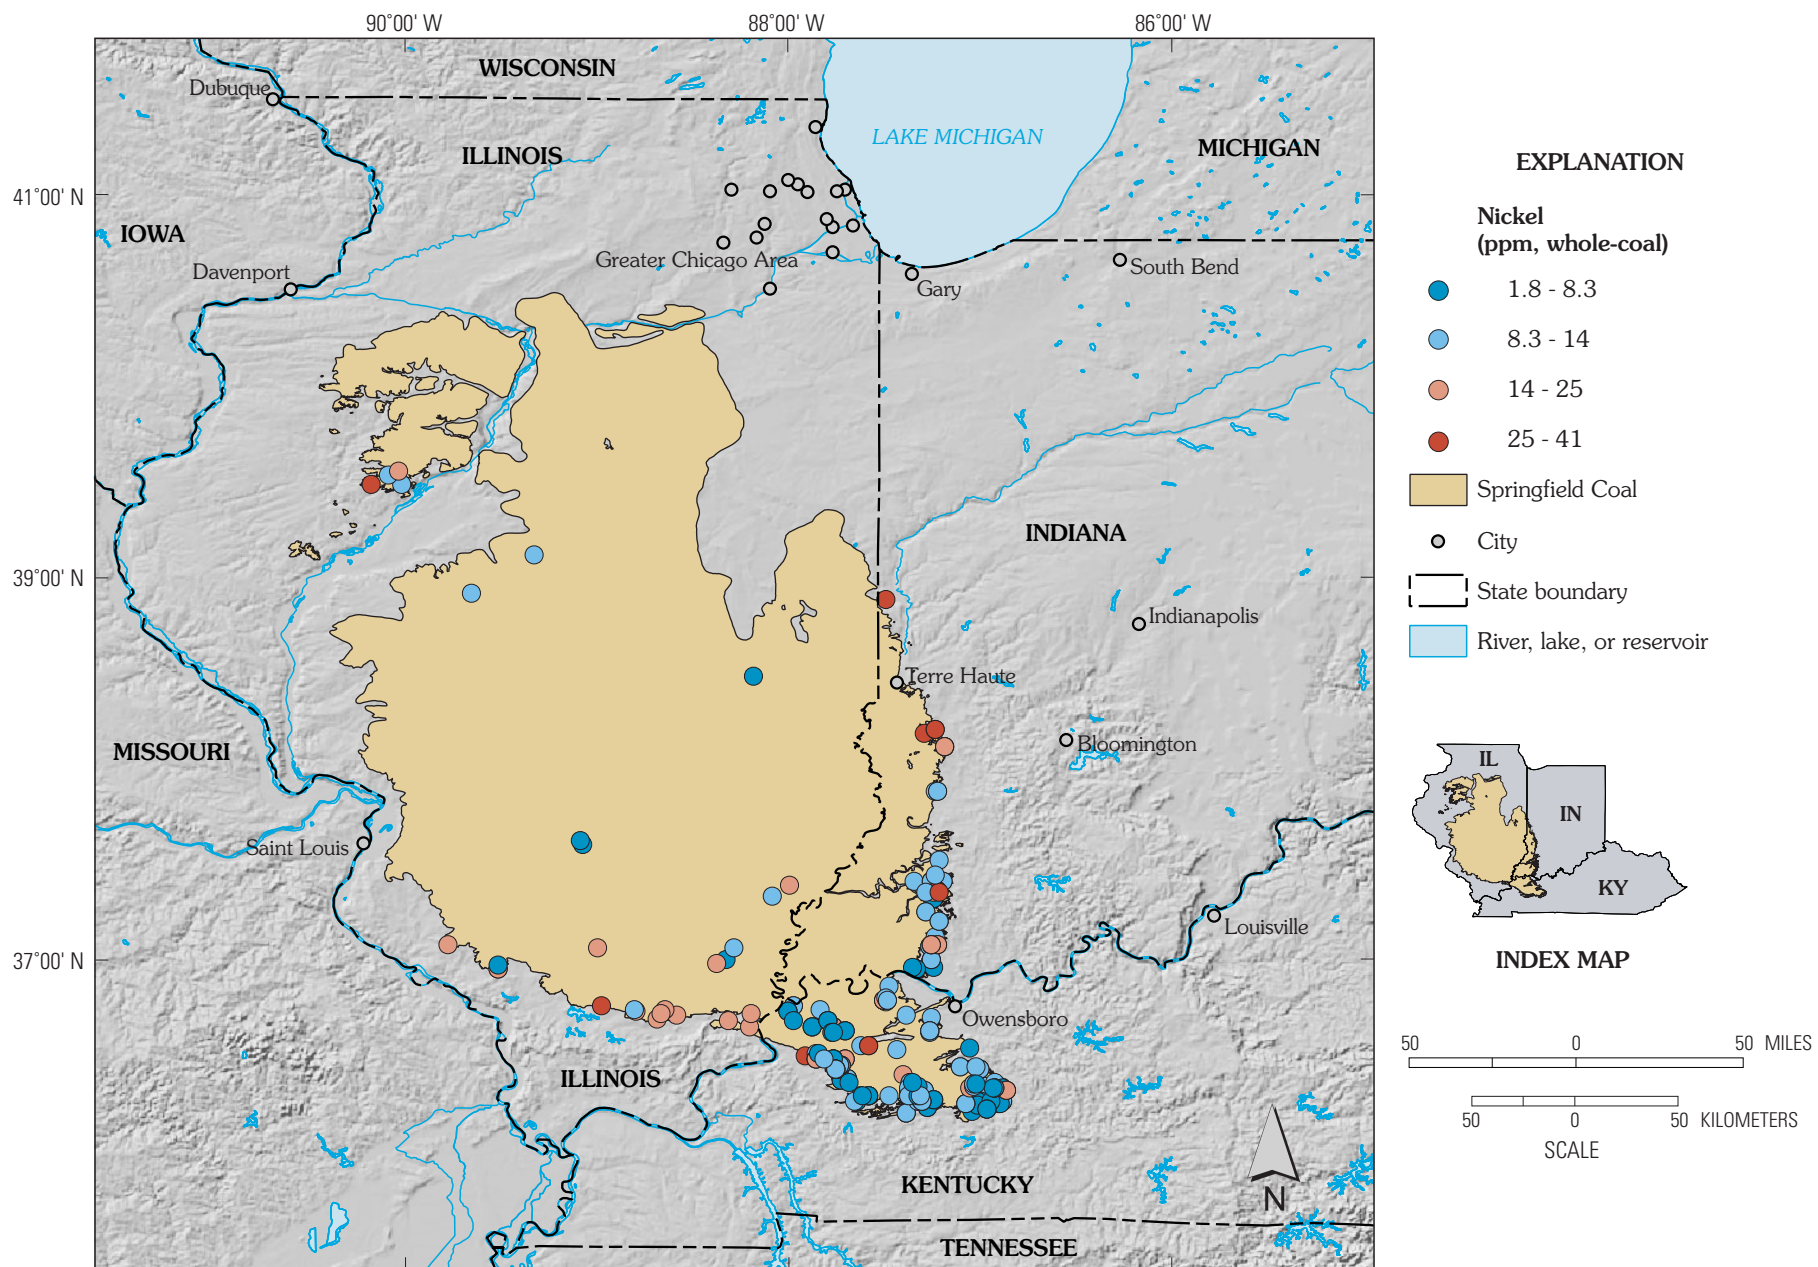 90°00' W
88°00' W
86°00' W
WISCONSIN
Dubuque
LAKE MICHIGAN
MICHIGAN
ILLINOIS
41°00' N
IOWA
Greater Chicago Area
South Bend
Davenport
Gary
INDIANA
39°00' N
Indianapolis
Terre Haute
Bloomington
MISSOURI
Saint Louis
Louisville
37°00' N
Owensboro
ILLINOIS
KENTUCKY
N
TENNESSEE
EXPLANATION
Nickel
(ppm, whole-coal)
1.8 - 8.3
8.3 - 14
14 - 25
25 - 41
Springfield Coal
City
State boundary
River, lake, or reservoir
IL
IN
KY
INDEX MAP
50 0 50 MILES
50 0 50 KILOMETERS
SCALE